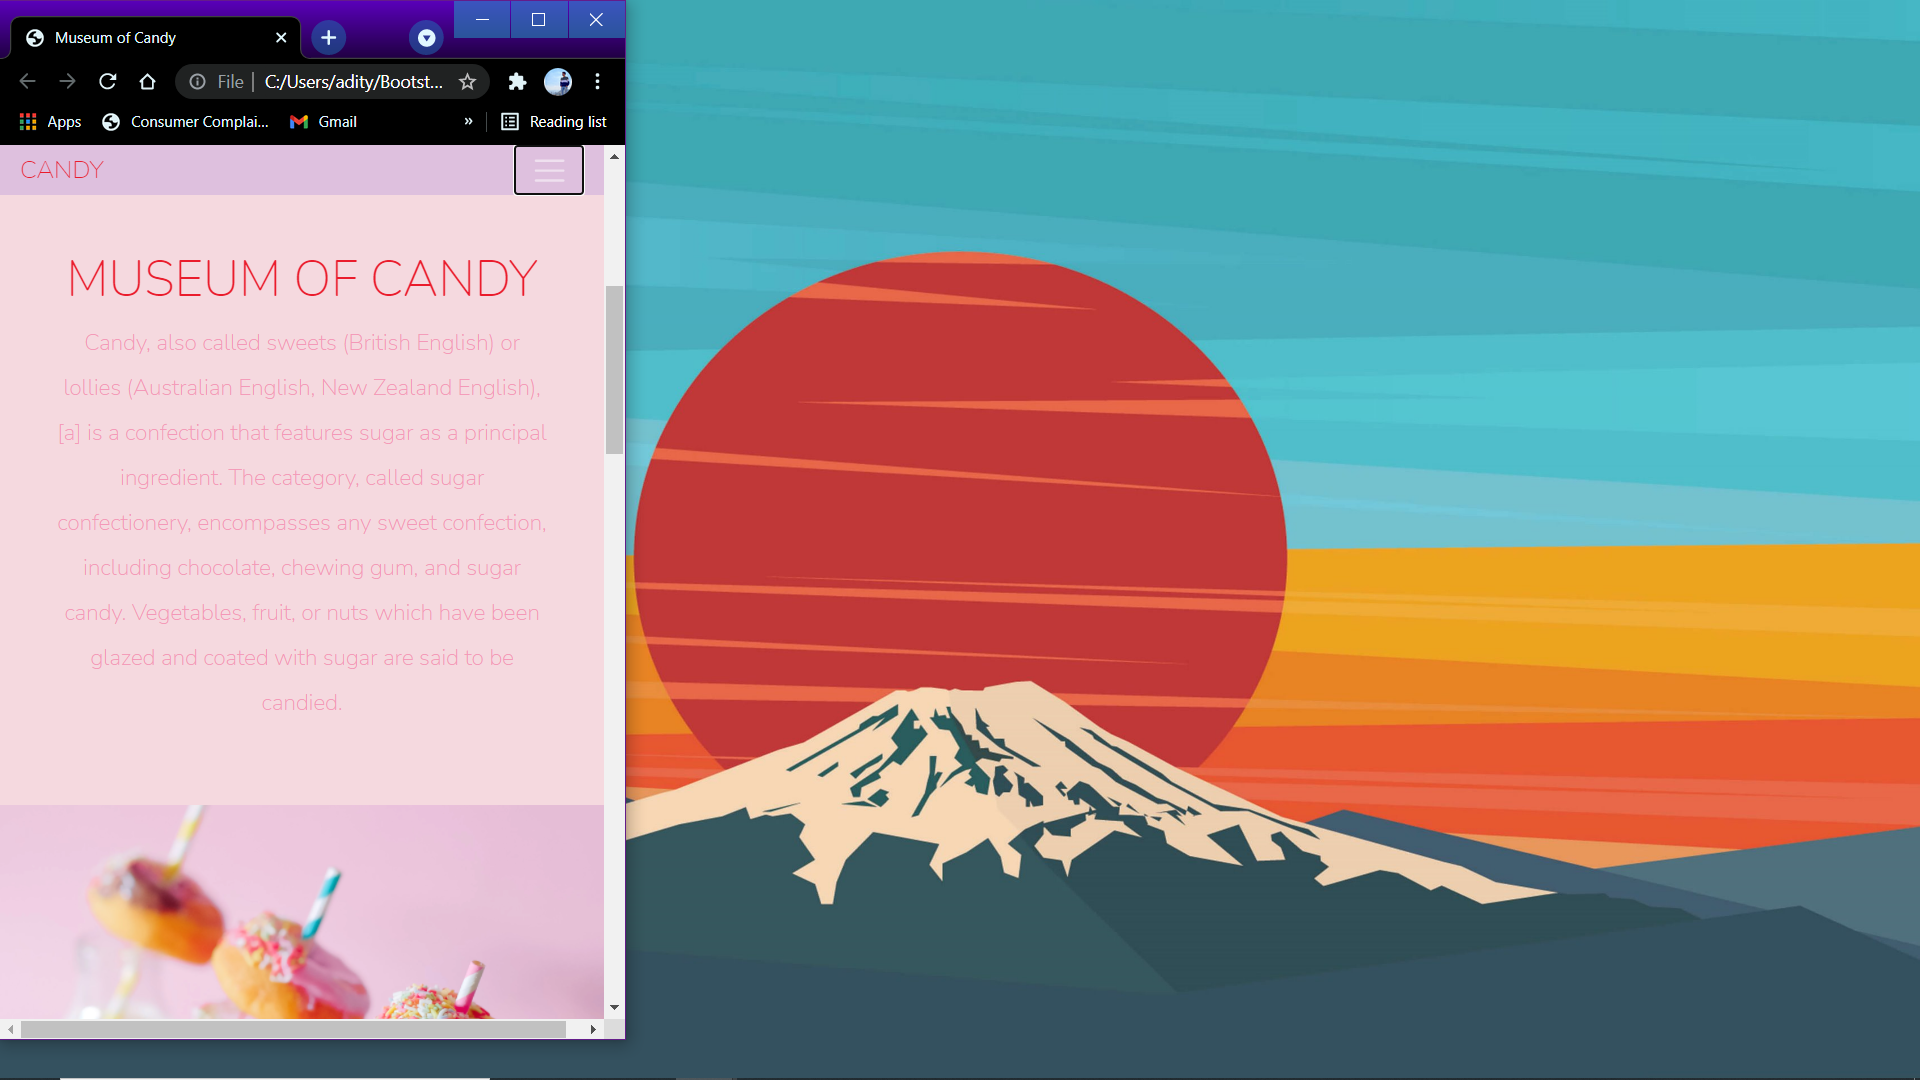 Museum of Candy
File
C:/Users/adity/Bootst...
Apps
Consumer Complai...
Gmail
»
Reading list
CANDY
MUSEUM OF CANDY
Candy, also called sweets (British English) or
lollies (Australian English, New Zealand English),
[a] is a confection that features sugar as a principal
ingredient. The category, called sugar
confectionery, encompasses any sweet confection,
including chocolate, chewing gum, and sugar
candy. Vegetables, fruit, or nuts which have been
glazed and coated with sugar are said to be
candied.